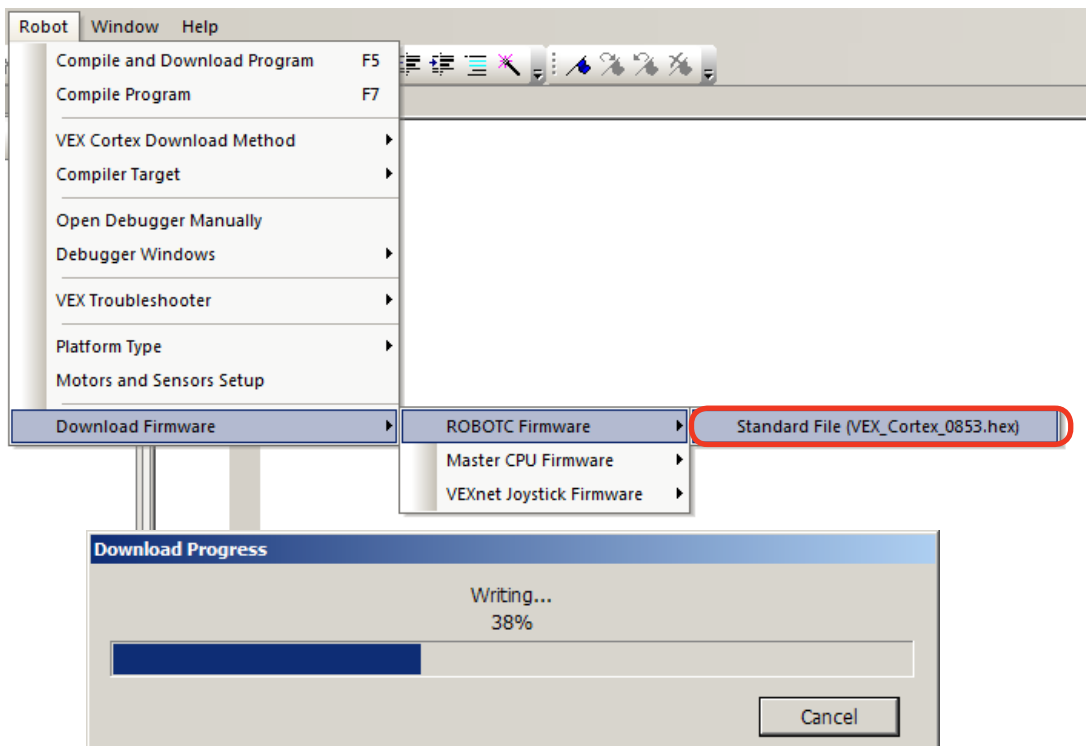 Robot Window Help
Compile and Download Program F5
Compile Program F7
VEX Cortex Download Method
Compiler Target
Open Debugger Manually
Debugger Windows
VEX Troubleshooter
Platform Type
Motors and Sensors Setup
Download Firmware
ROBOTC Firmware
Standard File (VEX_Cortex_0853.hex)
Master CPU Firmware
VEXnet Joystick Firmware
Download Progress
Writing...
38%
Cancel